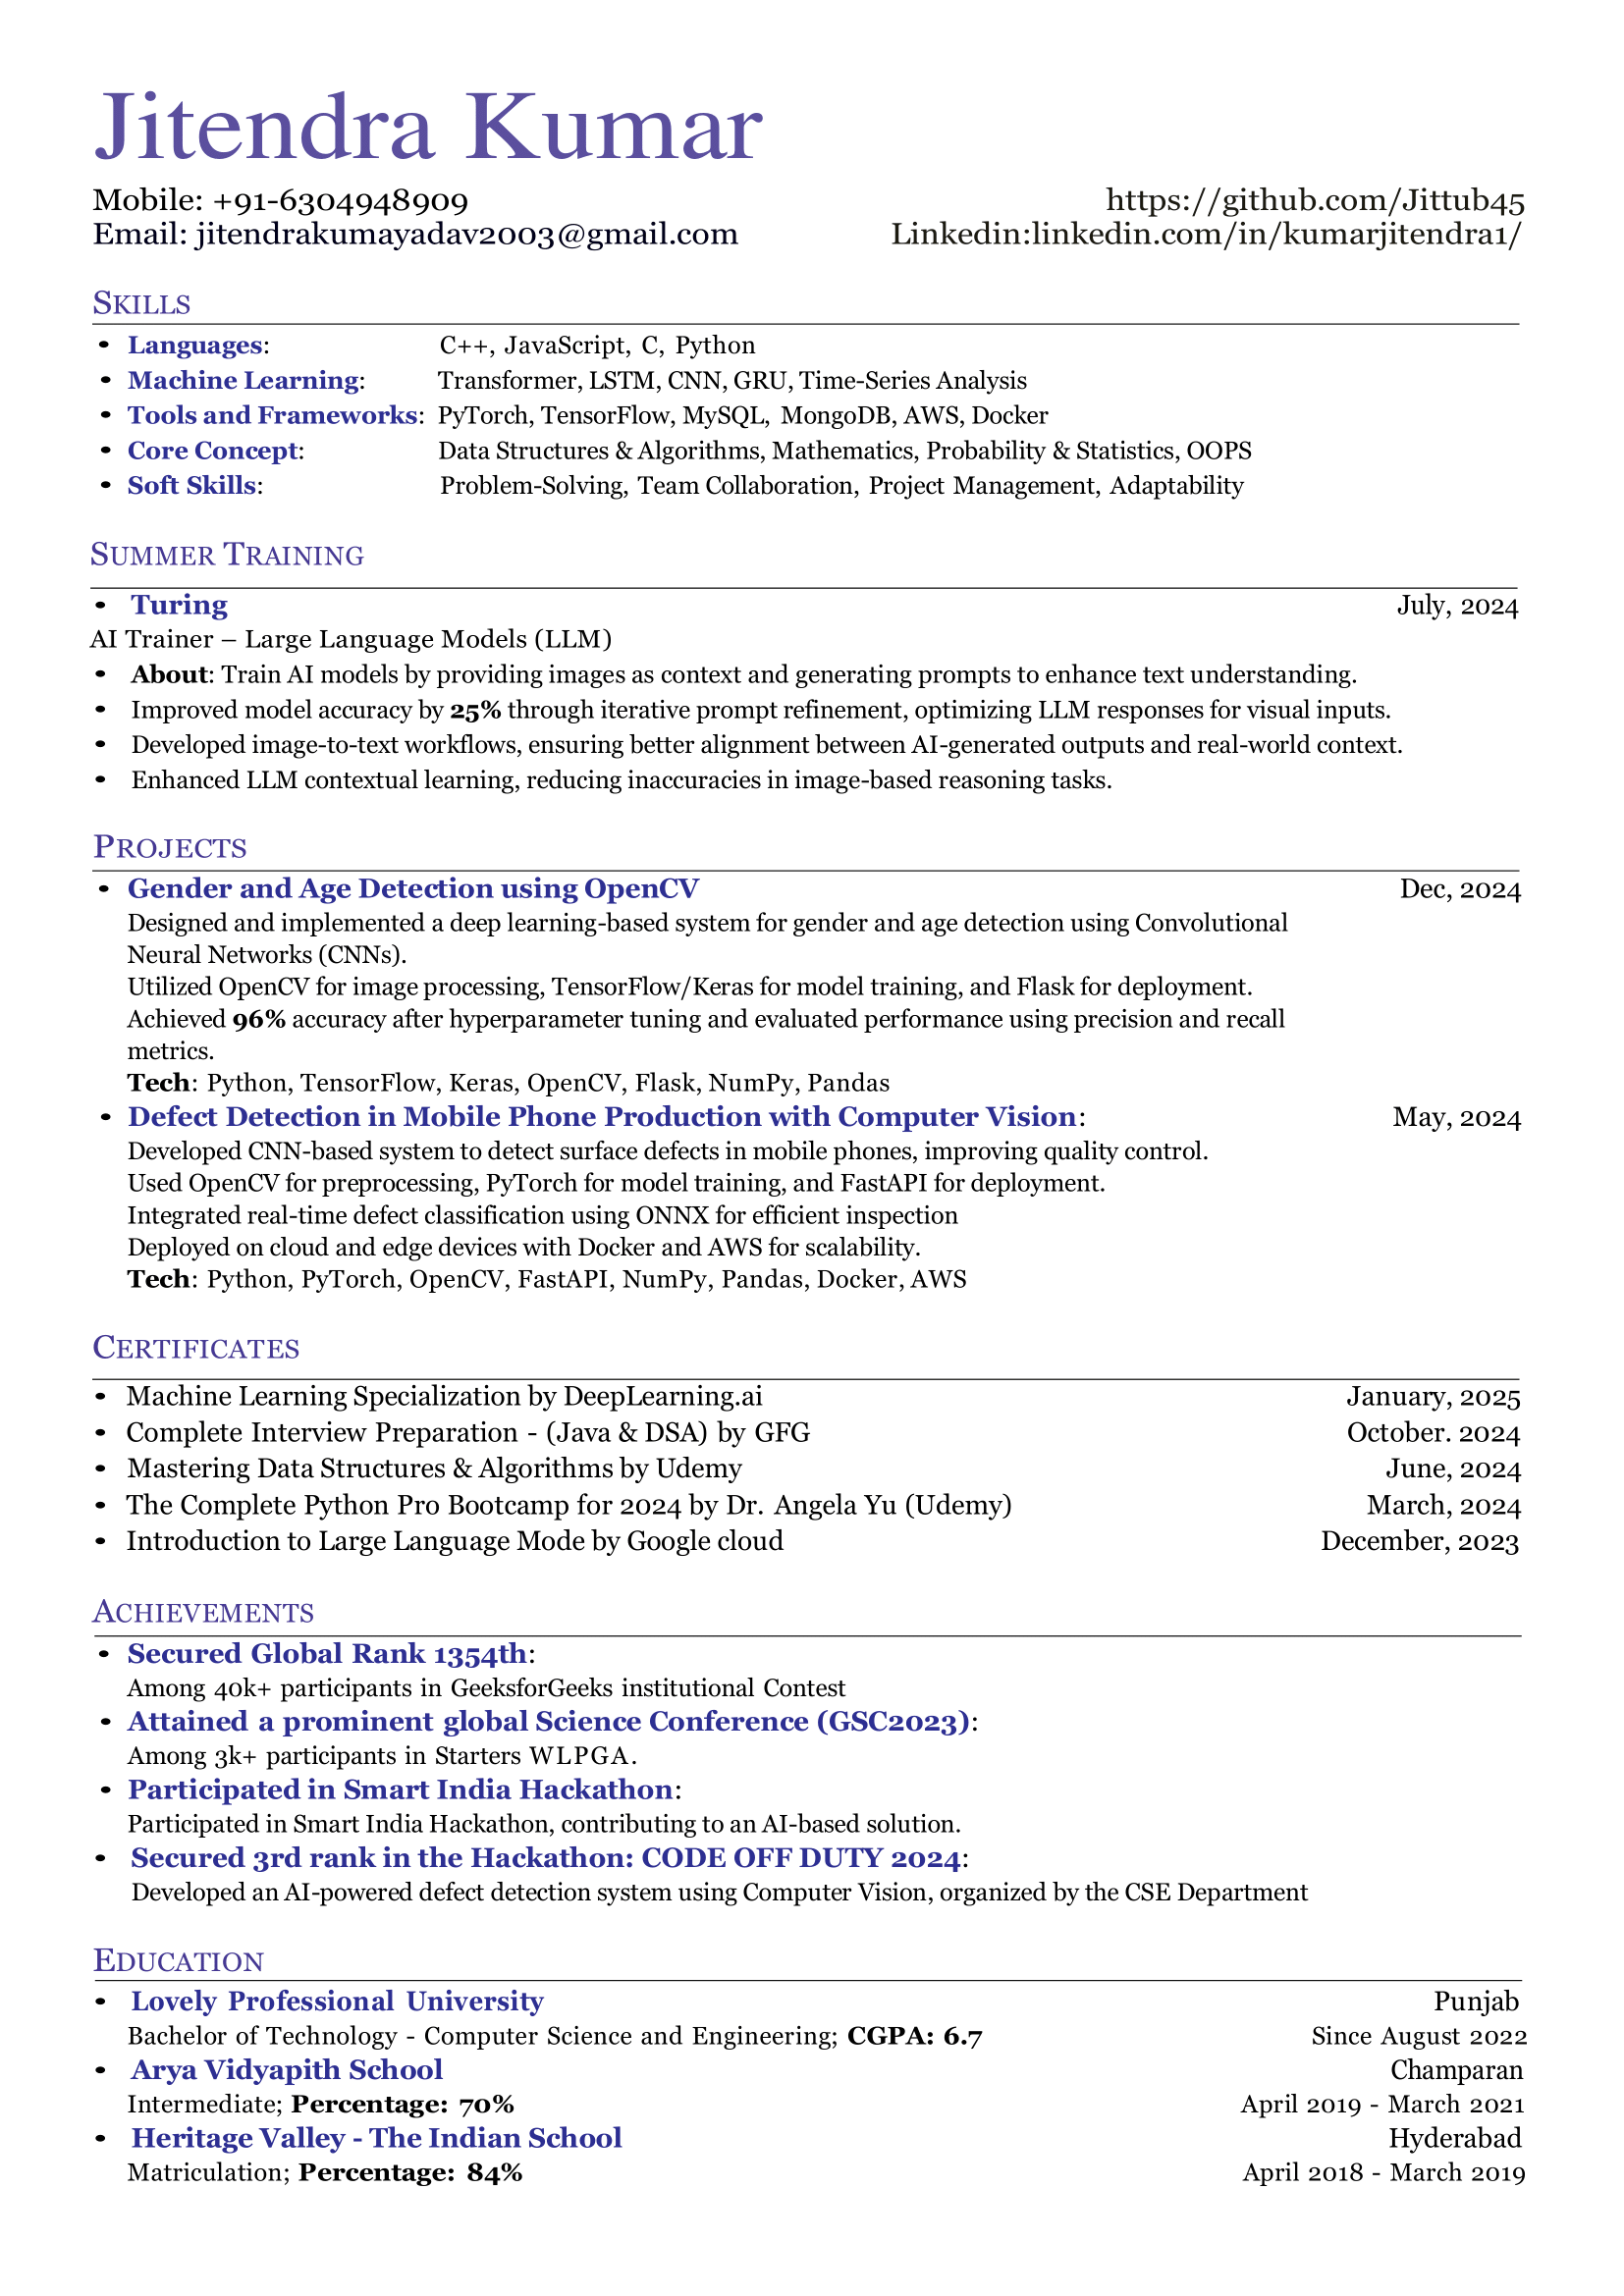 Jitendra Kumar
Mobile: +91-6304948909 https://github.com/Jittub45
Email: jitendrakumayadav2003@gmail.com Linkedin:linkedin.com/in/kumarjitendra1/
SKILLS
• Languages: C++, JavaScript, C, Python
• Machine Learning: Transformer, LSTM, CNN, GRU, Time-Series Analysis
• Tools and Frameworks: PyTorch, TensorFlow, MySQL, MongoDB, AWS, Docker
• Core Concept: Data Structures & Algorithms, Mathematics, Probability & Statistics, OOPS
• Soft Skills: Problem-Solving, Team Collaboration, Project Management, Adaptability
SUMMER TRAINING
• Turing July, 2024
AI Trainer – Large Language Models (LLM)
• About: Train AI models by providing images as context and generating prompts to enhance text understanding.
• Improved model accuracy by 25% through iterative prompt refinement, optimizing LLM responses for visual inputs.
• Developed image-to-text workflows, ensuring better alignment between AI-generated outputs and real-world context.
• Enhanced LLM contextual learning, reducing inaccuracies in image-based reasoning tasks.
PROJECTS
• Gender and Age Detection using OpenCV Dec, 2024
Designed and implemented a deep learning-based system for gender and age detection using Convolutional
Neural Networks (CNNs).
Utilized OpenCV for image processing, TensorFlow/Keras for model training, and Flask for deployment.
Achieved 96% accuracy after hyperparameter tuning and evaluated performance using precision and recall
metrics.
Tech: Python, TensorFlow, Keras, OpenCV, Flask, NumPy, Pandas
• Defect Detection in Mobile Phone Production with Computer Vision: May, 2024
Developed CNN-based system to detect surface defects in mobile phones, improving quality control.
Used OpenCV for preprocessing, PyTorch for model training, and FastAPI for deployment.
Integrated real-time defect classification using ONNX for efficient inspection
Deployed on cloud and edge devices with Docker and AWS for scalability.
Tech: Python, PyTorch, OpenCV, FastAPI, NumPy, Pandas, Docker, AWS
CERTIFICATES
• Machine Learning Specialization by DeepLearning.ai January, 2025
• Complete Interview Preparation - (Java & DSA) by GFG October. 2024
• Mastering Data Structures & Algorithms by Udemy June, 2024
• The Complete Python Pro Bootcamp for 2024 by Dr. Angela Yu (Udemy) March, 2024
• Introduction to Large Language Mode by Google cloud December, 2023
ACHIEVEMENTS
• Secured Global Rank 1354th:
Among 40k+ participants in GeeksforGeeks institutional Contest
• Attained a prominent global Science Conference (GSC2023):
Among 3k+ participants in Starters WLPGA.
• Participated in Smart India Hackathon:
Participated in Smart India Hackathon, contributing to an AI-based solution.
• Secured 3rd rank in the Hackathon: CODE OFF DUTY 2024:
Developed an AI-powered defect detection system using Computer Vision, organized by the CSE Department
EDUCATION
• Lovely Professional University Punjab
Bachelor of Technology - Computer Science and Engineering; CGPA: 6.7 Since August 2022
• Arya Vidyapith School Champaran
Intermediate; Percentage: 70% April 2019 - March 2021
• Heritage Valley - The Indian School Hyderabad
Matriculation; Percentage: 84% April 2018 - March 2019